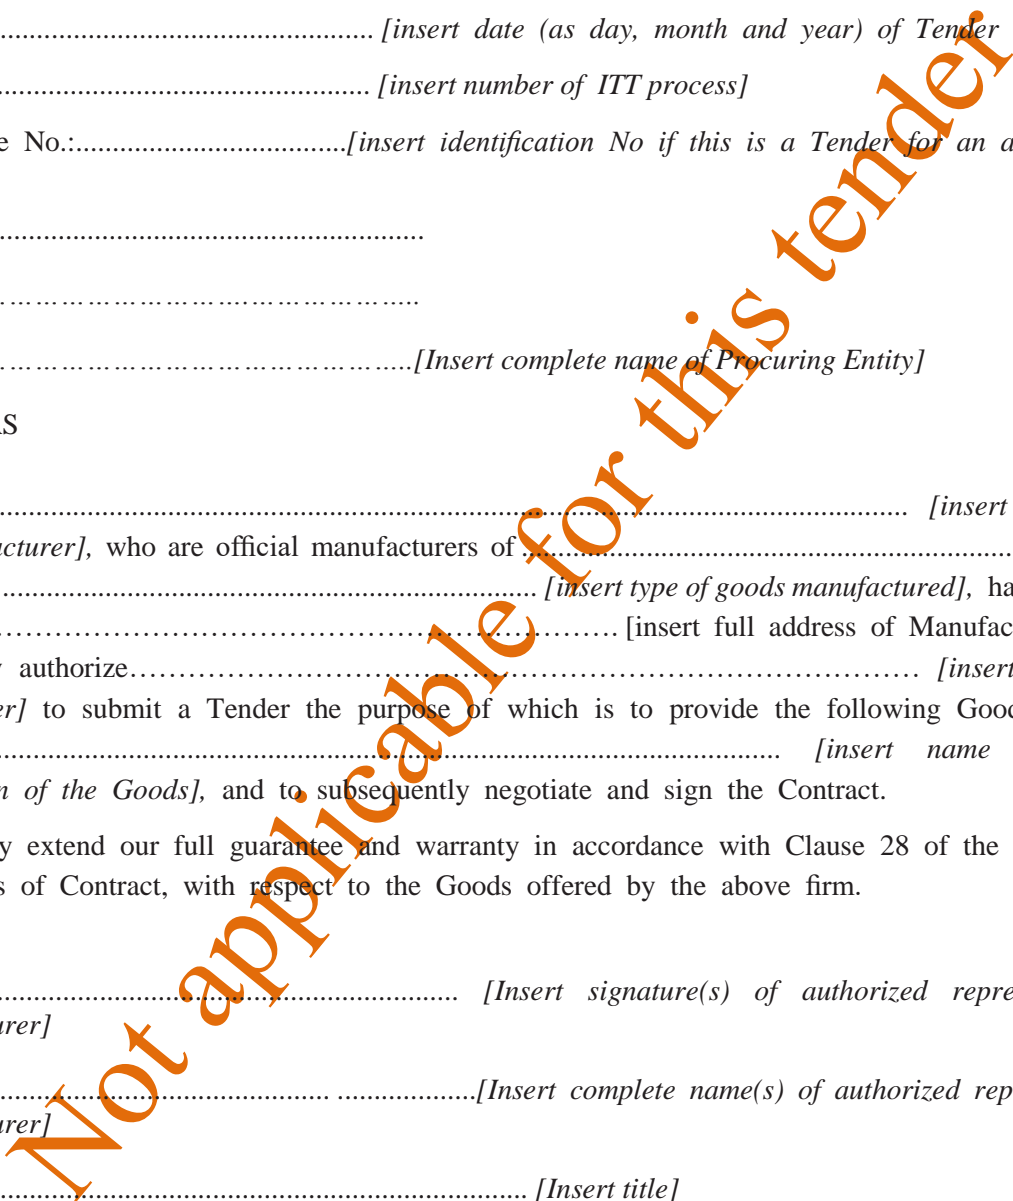 .................................................. [insert date (as day, month and year) of Tender
.................................................. [insert number of ITT process]
e No.:....................................[insert identification No if this is a Tender for an a
.........................................................
……………………………………………..
………………………………………….....[Insert complete name of Procuring Entity]
AS
.............................................................................................................................. [insert
acturer], who are official manufacturers of .................................................................
........................................................................ [insert type of goods manufactured], ha
…………………………………………………………… [insert full address of Manufac
y authorize………………………………………………………………………… [insert
er] to submit a Tender the purpose of which is to provide the following Good
........................................................................................................ [insert name
n of the Goods], and to subsequently negotiate and sign the Contract.
y extend our full guarantee and warranty in accordance with Clause 28 of the
s of Contract, with respect to the Goods offered by the above firm.
............................................................. [Insert signature(s) of authorized repre
urer]
............................................ ...................[Insert complete name(s) of authorized rep
urer]
...................................................................... [Insert title]
Not applicable for this tender